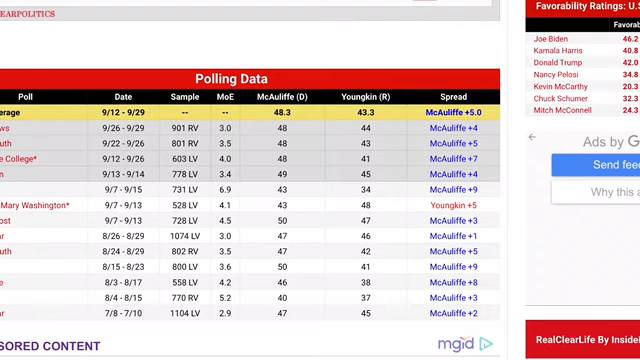 EARPOLITICS
Polling Data
Poll Date Sample MoE McAuliffe (D) Youngkin (R) Spread
erage 9/12 - 9/29 -- -- 48.3 43.3 McAuliffe +5.0
ws 9/26 - 9/29 901 RV 3.0 48 44 McAuliffe +4
uth 9/22 - 9/26 801 RV 3.5 48 43 McAuliffe +5
e College* 9/12 - 9/26 603 LV 4.0 48 41 McAuliffe +7
n 9/13 - 9/14 778 LV 3.4 49 45 McAuliffe +4
9/7 - 9/15 731 LV 6.9 43 34 McAuliffe +9
Mary Washington* 9/7 - 9/13 528 LV 4.1 43 48 Youngkin +5
ost 9/7 - 9/13 728 LV 4.5 50 47 McAuliffe +3
ar 8/26 - 8/29 1074 LV 3.0 47 46 McAuliffe +1
uth 8/24 - 8/29 802 RV 3.5 47 42 McAuliffe +5
8/15 - 8/23 800 LV 3.6 50 41 McAuliffe +9
e 8/3 - 8/17 558 LV 4.2 46 38 McAuliffe +8
8/4 - 8/15 770 RV 5.2 40 37 McAuliffe +3
ar 7/8 - 7/10 1104 LV 2.9 47 45 McAuliffe +2
SORED CONTENT
mgid
Favorability Ratings: U.S
Favorab
Joe Biden 46.2
Kamala Harris 40.8
Donald Trump 42.0
Nancy Pelosi 34.8
Kevin McCarthy 20.3
Chuck Schumer 32.3
Mitch McConnell 24.3
Ads by G
Send feed
Why this a
RealClearLife By Inside